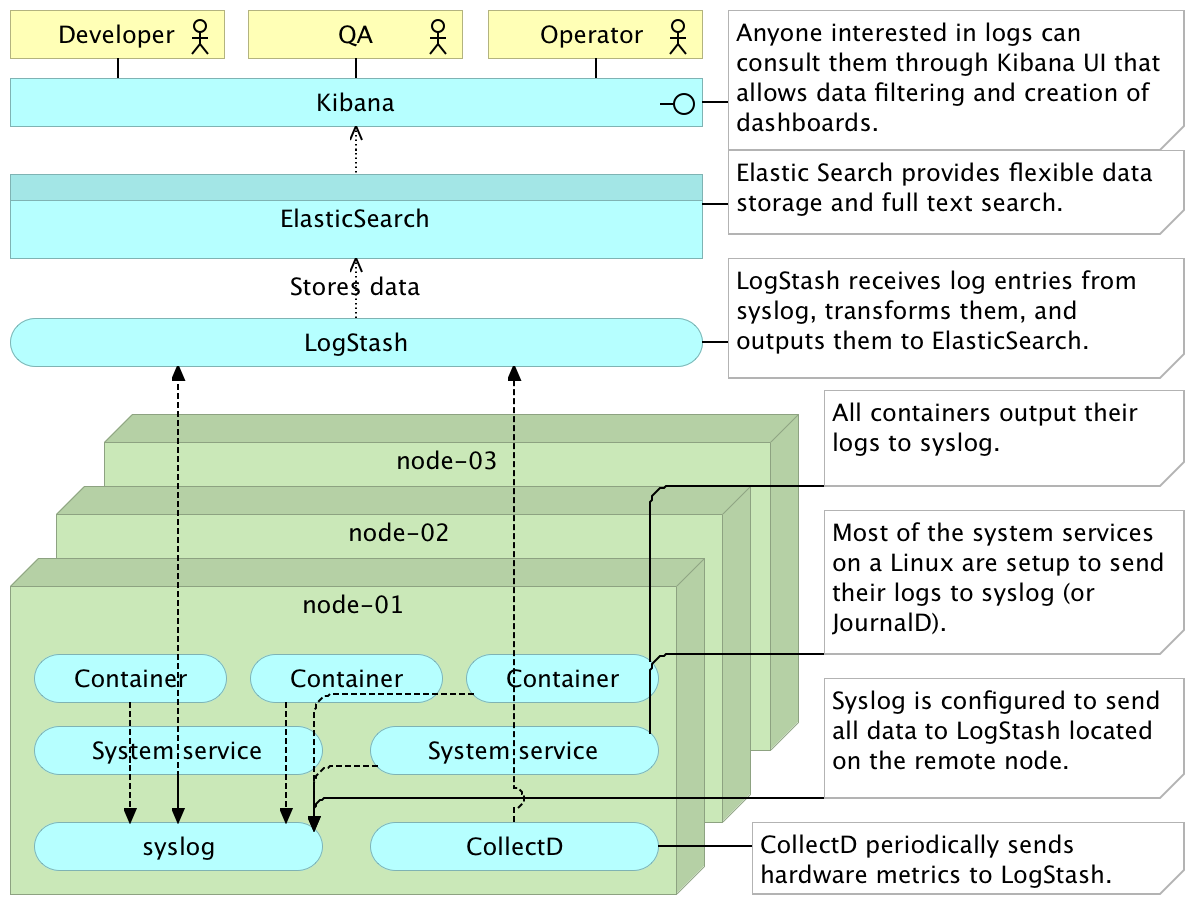 Developer
QA
Operator
Anyone interested in logs can
consult them through Kibana UI that
allows data filtering and creation of
dashboards.
Kibana
Elastic Search provides flexible data
storage and full text search.
ElasticSearch
Stores data
LogStash receives log entries from
syslog, transforms them, and
outputs them to ElasticSearch.
LogStash
All containers output their
logs to syslog.
node-03
node-02
node-01
Most of the system services
on a Linux are setup to send
their logs to syslog (or
JournalD).
Container
Container
Container
System service
System service
Syslog is configured to send
all data to LogStash located
on the remote node.
syslog
CollectD
CollectD periodically sends
hardware metrics to LogStash.